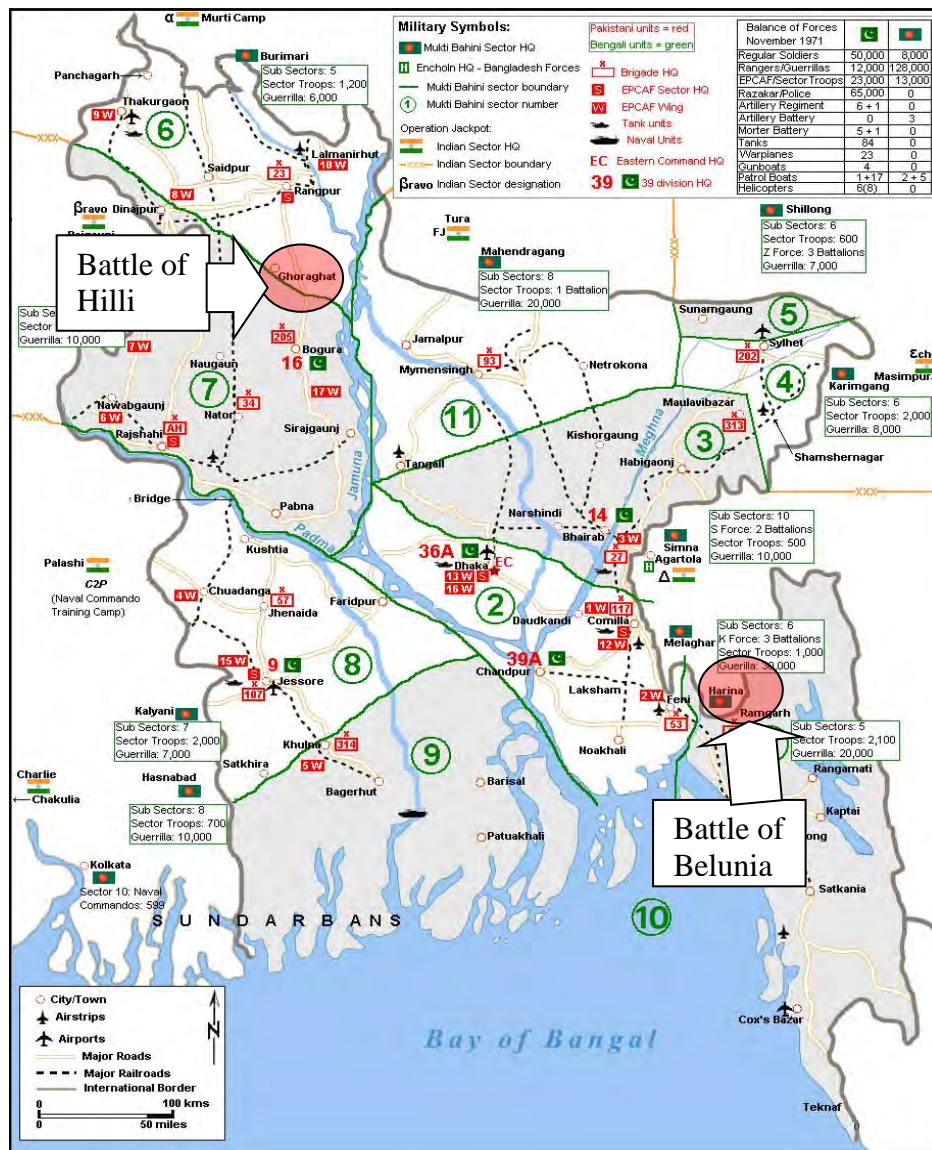 α Murti Camp
Burimari
Sub Sectors: 5
Sector Troops: 1,200
Guerrilla: 6,000
Panchagarh
Thakurgaon
9 W
6
Lalmanirhut
10 W
Saidpur
23
Rangpur
S
8 W
βravo Dinajpur
Military Symbols:
Mukti Bahini Sector HQ
H Encholn HQ - Bangladesh Forces
Mukti Bahini sector boundary
1 Mukti Bahini sector number
Operation Jackpot:
Indian Sector HQ
Indian Sector boundary
βravo Indian Sector designation
Pakistani units = red
Bengali units = green
x Brigade HQ
S EPCAF Sector HQ
W EPCAF Wing
Tank units
Naval Units
EC Eastern Command HQ
39 39 division HQ
Balance of Forces
November 1971
Regular Soldiers 50,000 8,000
Rangers/Guerrillas 12,000 128,000
EPCAF/Sector Troops 23,000 13,000
Razakar/Police 65,000 0
Artillery Regiment 6 + 1 0
Artillery Battery 0 3
Morter Battery 5 + 1 0
Tanks 84 0
Warplanes 23 0
Gunboats 4 0
Patrol Boats 1 +17 2 + 5
Helicopters 6(8) 0
Battle of
Hilli
Ghoraghat
Tura
FJ
Mahendragang
Sub Sectors: 8
Sector Troops: 1 Battalion
Guerrilla: 20,000
Shillong
Sub Sectors: 6
Sector Troops: 600
Z Force: 3 Battalions
Guerrilla: 7,000
Sub
Sector
Guerrilla: 10,000
7 W
205
Bogura
16
17 W
Naugaun
7
Nawabgaunj
6 W
34
Nator
AH
Rajshahi
S
Sirajgaunj
Jamuna
Jamalpur
Mymensingh
93
Netrokona
11
Kishorgaung
Tangail
Sunamgaung
5
Sylhet
202
4
Maulavibazar
313
3
Habigaonj
Meghna
Shamshernagar
Masimpur
Karimgang
Sub Sectors: 6
Sector Troops: 2,000
Guerrilla: 8,000
Bridge
Pabna
Padma
Kushtia
Palashi
C2P
(Naval Commando
Training Camp)
4 W
Chuadanga
57
Jhenaida
Faridpur
36A
EC
Dhaka
13 W S
16 W
2
Narshindi
14
Bhairab
3 W
27
Simna
Agartola
H
Δ
Sub Sectors: 10
S Force: 2 Battalions
Sector Troops: 500
Guerrilla: 10,000
Daudkandi
1 W 117
Comilla
S
12 W
39A
Chandpur
Laksham
Melaghar
Sub Sectors: 6
K Force: 3 Battalions
Sector Troops: 1,000
Guerilla: 30,000
Harina
Ramgarh
Sub Sectors: 5
Sector Troops: 2,100
Guerrilla: 20,000
2 W
Feni
53
Noakhali
Rangamati
Kaptai
ong
Satkania
Battle of
Belunia
15 W
S
9
Jessore
107
8
Kalyani
Sub Sectors: 7
Sector Troops: 2,000
Guerrilla: 7,000
Khulna
314
5 W
Satkhira
Bagerhut
9
Barisal
Patuakhali
Charlie
Chakulia
Hasnabad
Sub Sectors: 8
Sector Troops: 700
Guerrilla: 10,000
Kolkata
Sector 10: Naval
Commandos: 599
SUNDARBANS
10
Cox's Bazar
Teknaf
Bay of Bangal
City/Town
Airstrips
Airports
Major Roads
Major Railroads
International Border
N
0 100 kms
0 50 miles